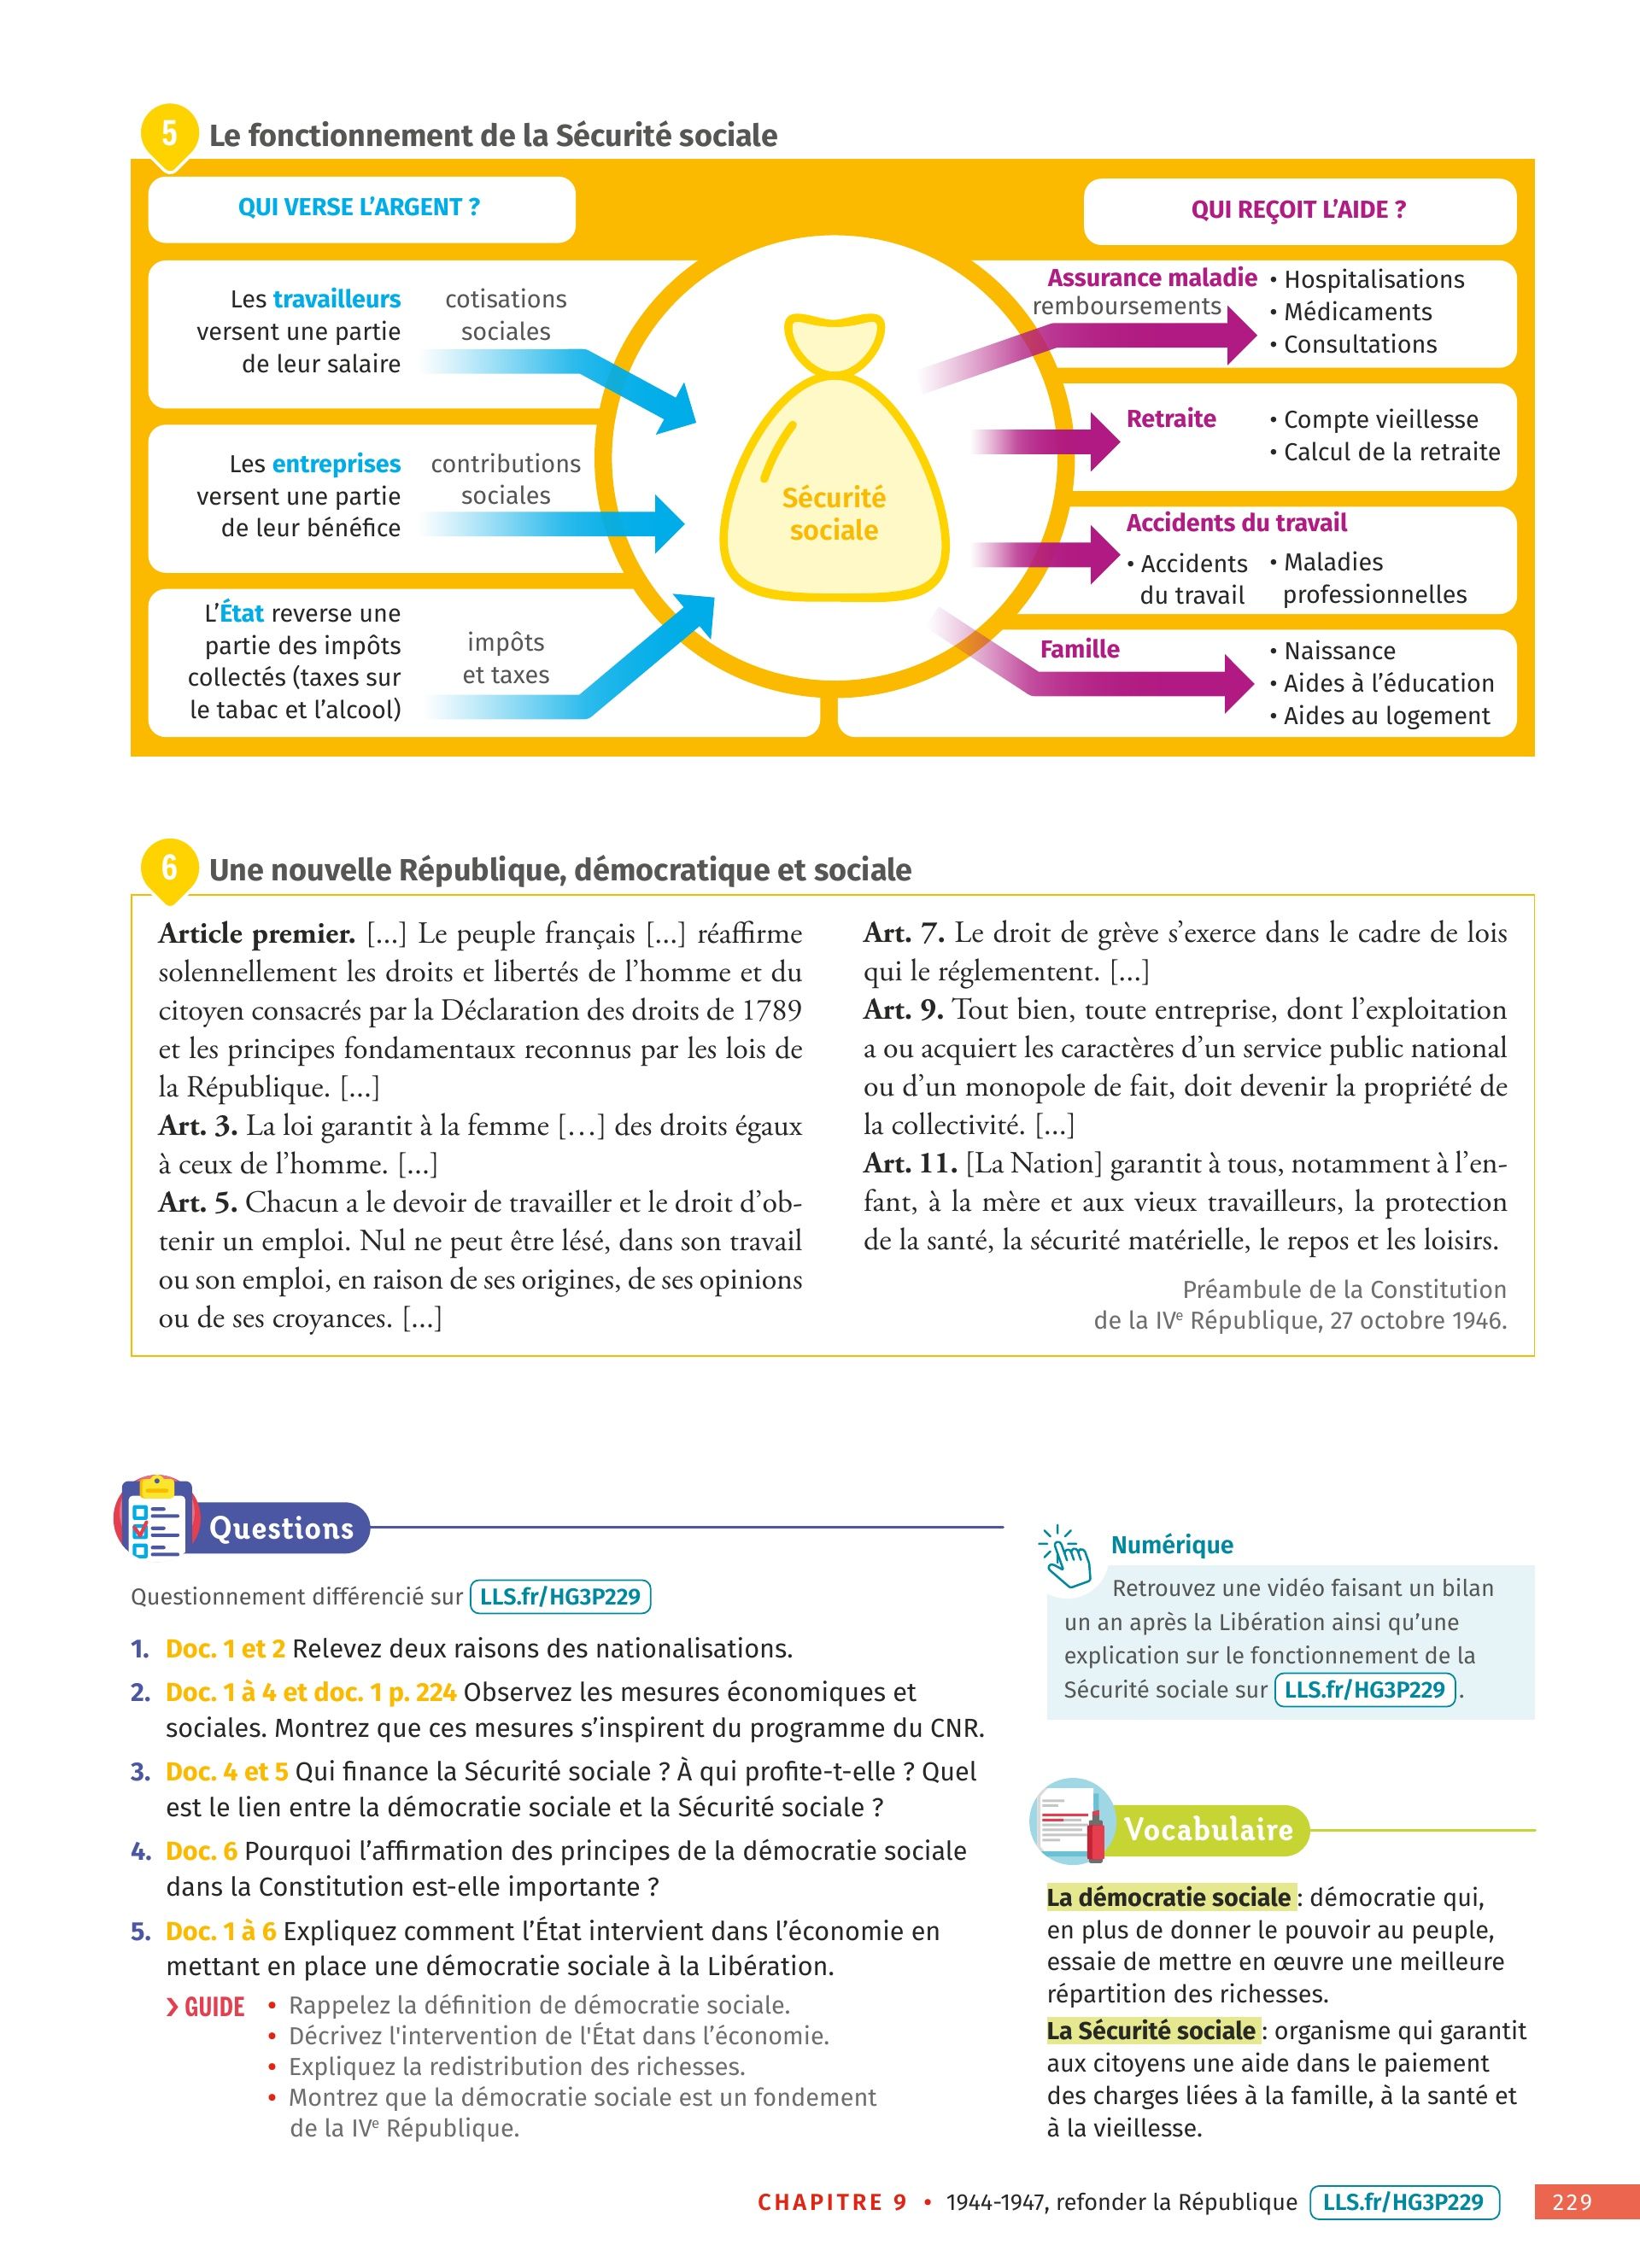 5 Le fonctionnement de la Sécurité sociale
QUI VERSE L'ARGENT ?
Les travailleurs
versent une partie
de leur salaire
cotisations
sociales
Les entreprises
versent une partie
de leur bénéfice
contributions
sociales
L'État reverse une
partie des impôts
collectés (taxes sur
le tabac et l'alcool)
impôts
et taxes
Sécurité
sociale
QUI REÇOIT L'AIDE ?
Assurance maladie
remboursements
• Hospitalisations
• Médicaments
• Consultations
Retraite
• Compte vieillesse
• Calcul de la retraite
Accidents du travail
• Accidents
du travail
• Maladies
professionnelles
Famille
• Naissance
• Aides à l'éducation
• Aides au logement
6 Une nouvelle République, démocratique et sociale
Article premier. [...] Le peuple français [...] réaffirme
solennellement les droits et libertés de l'homme et du
citoyen consacrés par la Déclaration des droits de 1789
et les principes fondamentaux reconnus par les lois de
la République. [...]
Art. 3. La loi garantit à la femme [...] des droits égaux
à ceux de l'homme. [...]
Art. 5. Chacun a le devoir de travailler et le droit d'ob-
tenir un emploi. Nul ne peut être lésé, dans son travail
ou son emploi, en raison de ses origines, de ses opinions
ou de ses croyances. [...]
Art. 7. Le droit de grève s'exerce dans le cadre de lois
qui le réglementent. [...]
Art. 9. Tout bien, toute entreprise, dont l'exploitation
a ou acquiert les caractères d'un service public national
ou d'un monopole de fait, doit devenir la propriété de
la collectivité. [...]
Art. 11. [La Nation] garantit à tous, notamment à l'en-
fant, à la mère et aux vieux travailleurs, la protection
de la santé, la sécurité matérielle, le repos et les loisirs.
Préambule de la Constitution
de la IVe République, 27 octobre 1946.
Questions
Questionnement différencié sur LLS.fr/HG3P229
1. Doc. 1 et 2 Relevez deux raisons des nationalisations.
2. Doc. 1 à 4 et doc. 1 p. 224 Observez les mesures économiques et
sociales. Montrez que ces mesures s'inspirent du programme du CNR.
3. Doc. 4 et 5 Qui finance la Sécurité sociale ? À qui profite-t-elle ? Quel
est le lien entre la démocratie sociale et la Sécurité sociale ?
4. Doc. 6 Pourquoi l'affirmation des principes de la démocratie sociale
dans la Constitution est-elle importante ?
5. Doc. 1 à 6 Expliquez comment l'État intervient dans l'économie en
mettant en place une démocratie sociale à la Libération.
> GUIDE • Rappelez la définition de démocratie sociale.
• Décrivez l'intervention de l'État dans l'économie.
• Expliquez la redistribution des richesses.
• Montrez que la démocratie sociale est un fondement
de la IVe République.
Numérique
Retrouvez une vidéo faisant un bilan
un an après la Libération ainsi qu'une
explication sur le fonctionnement de la
Sécurité sociale sur LLS.fr/HG3P229 .
Vocabulaire
La démocratie sociale : démocratie qui,
en plus de donner le pouvoir au peuple,
essaie de mettre en œuvre une meilleure
répartition des richesses.
La Sécurité sociale : organisme qui garantit
aux citoyens une aide dans le paiement
des charges liées à la famille, à la santé et
à la vieillesse.
CHAPITRE 9 • 1944-1947, refonder la République LLS.fr/HG3P229 229